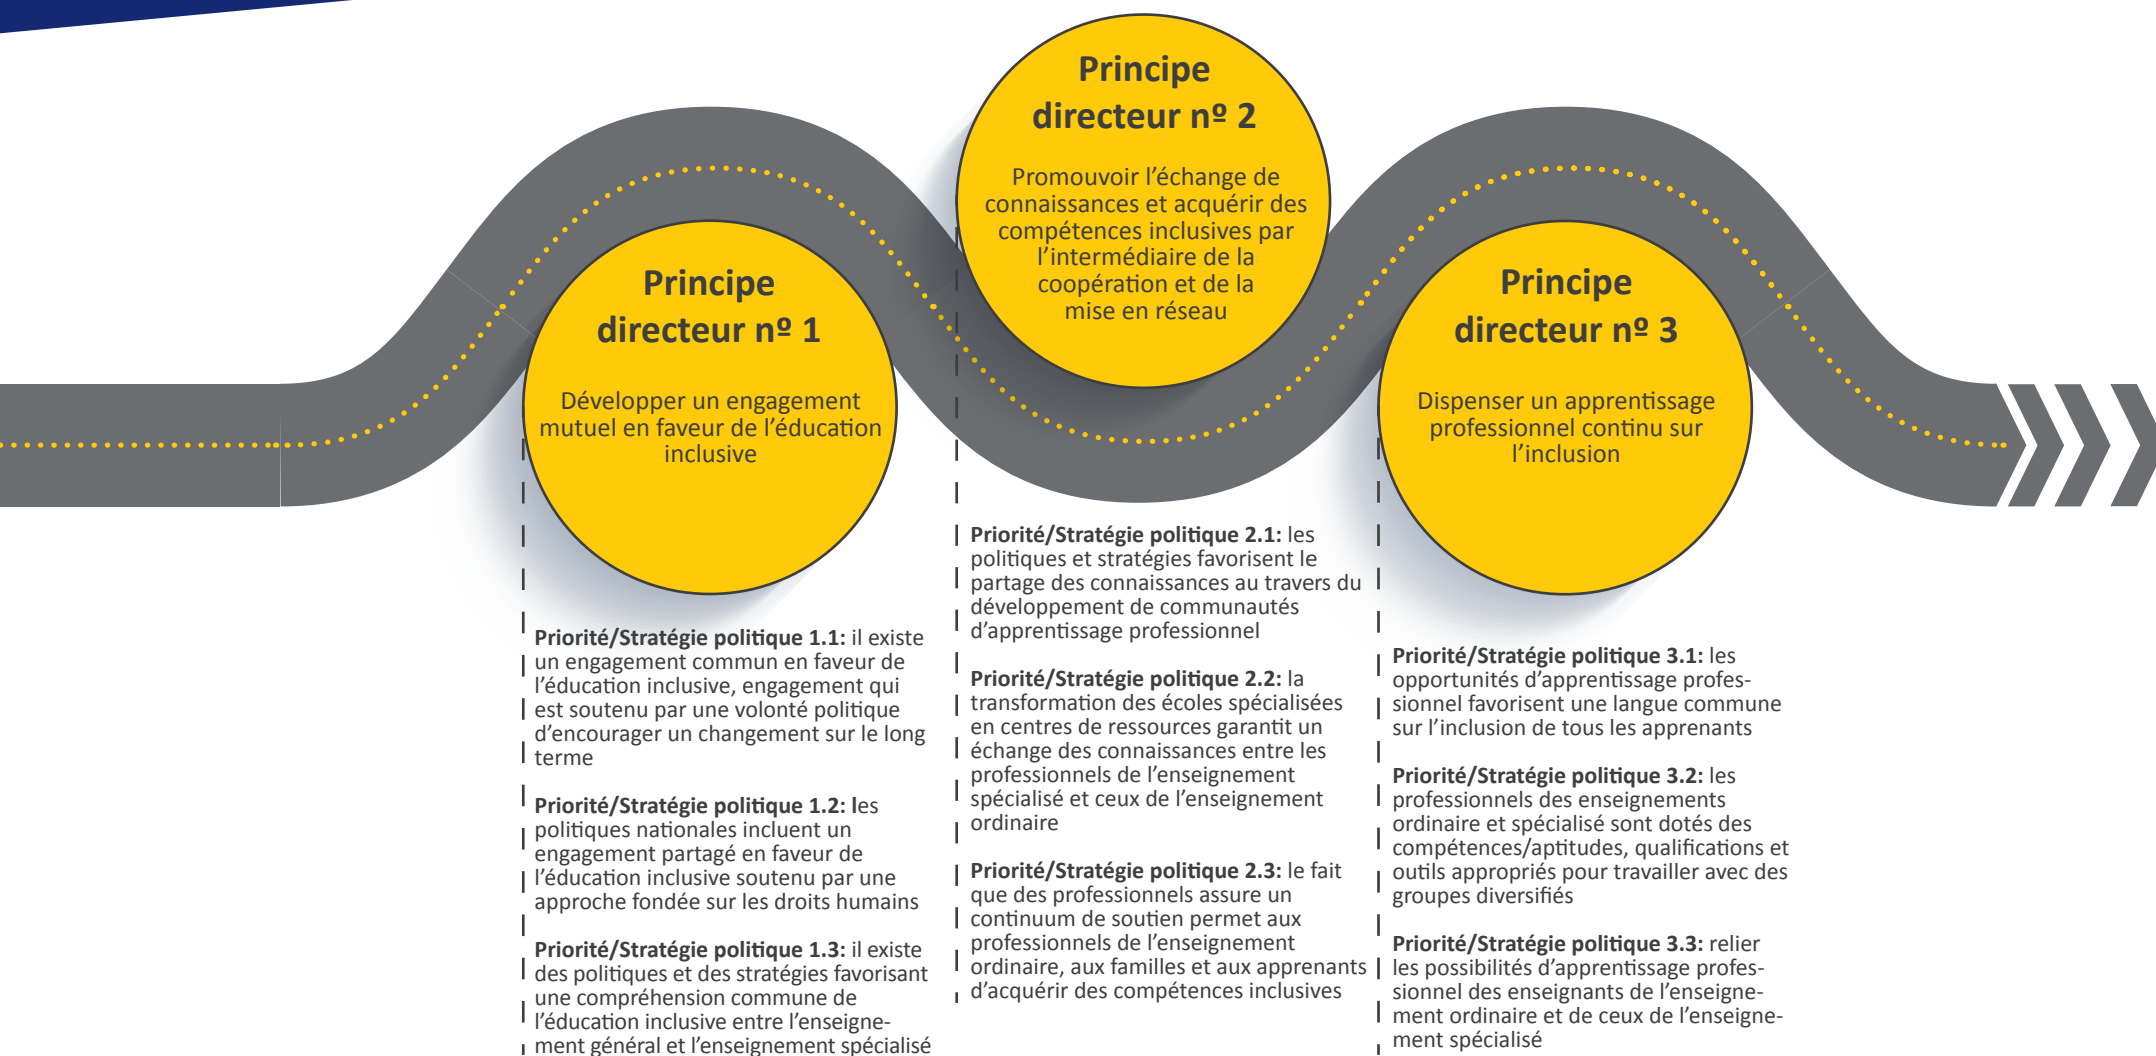 Principe
directeur nº 1
Développer un engagement
mutuel en faveur de l’éducation
inclusive
Priorité/Stratégie politique 1.1: il existe
un engagement commun en faveur de
l’éducation inclusive, engagement qui
est soutenu par une volonté politique
d’encourager un changement sur le long
terme
Priorité/Stratégie politique 1.2: les
politiques nationales incluent un
engagement partagé en faveur de
l’éducation inclusive soutenu par une
approche fondée sur les droits humains
Priorité/Stratégie politique 1.3: il existe
des politiques et des stratégies favorisant
une compréhension commune de
l’éducation inclusive entre l’enseigne-
ment général et l’enseignement spécialisé
Principe
directeur nº 2
Promouvoir l’échange de
connaissances et acquérir des
compétences inclusives par
l’intermédiaire de la
coopération et de la
mise en réseau
Priorité/Stratégie politique 2.1: les
politiques et stratégies favorisent le
partage des connaissances au travers du
développement de communautés
d’apprentissage professionnel
Priorité/Stratégie politique 2.2: la
transformation des écoles spécialisées
en centres de ressources garantit un
échange des connaissances entre les
professionnels de l’enseignement
spécialisé et ceux de l’enseignement
ordinaire
Priorité/Stratégie politique 2.3: le fait
que des professionnels assure un
continuum de soutien permet aux
professionnels de l’enseignement
ordinaire, aux familles et aux apprenants
d’acquérir des compétences inclusives
Principe
directeur nº 3
Dispenser un apprentissage
professionnel continu sur
l’inclusion
Priorité/Stratégie politique 3.1: les
opportunités d’apprentissage profes-
sionnel favorisent une langue commune
sur l’inclusion de tous les apprenants
Priorité/Stratégie politique 3.2: les
professionnels des enseignements
ordinaire et spécialisé sont dotés des
compétences/aptitudes, qualifications et
outils appropriés pour travailler avec des
groupes diversifiés
Priorité/Stratégie politique 3.3: relier
les possibilités d’apprentissage profes-
sionnel des enseignants de l’enseigne-
ment ordinaire et de ceux de l’enseigne-
ment spécialisé